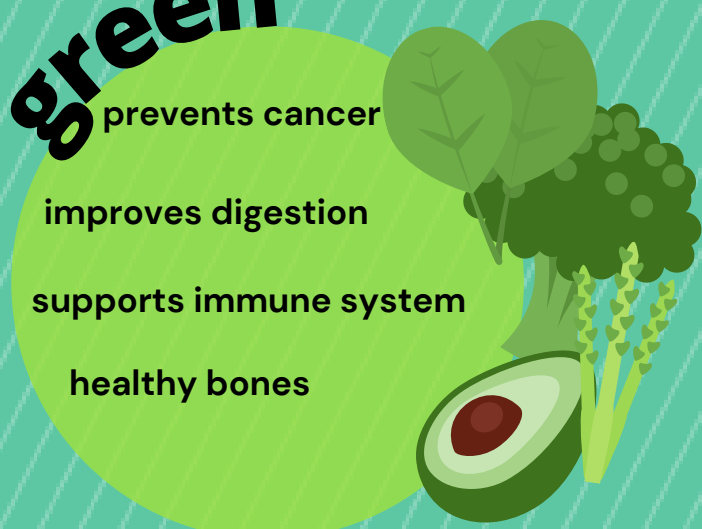 green
prevents cancer
improves digestion
supports immune system
healthy bones